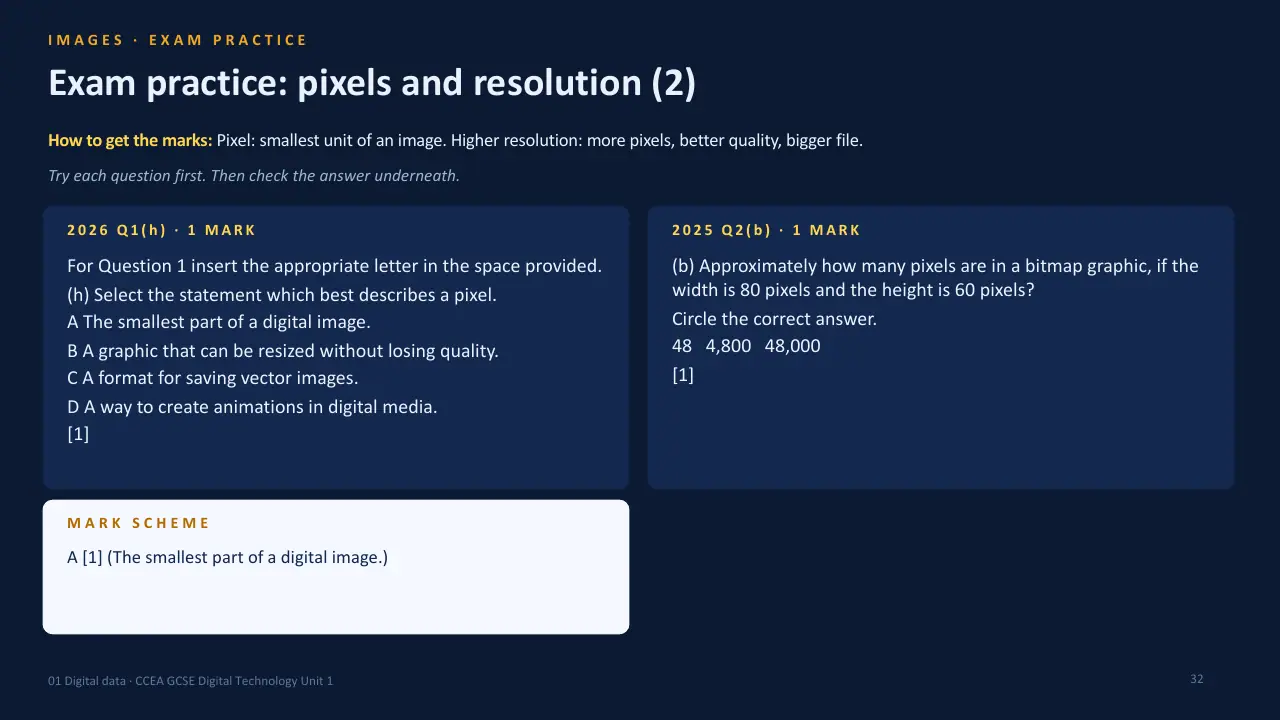 IMAGES · EXAM PRACTICE
Exam practice: pixels and resolution (2)
How to get the marks: Pixel: smallest unit of an image. Higher resolution: more pixels, better quality, bigger file.
Try each question first. Then check the answer underneath.
2026 Q1(h) · 1 MARK
For Question 1 insert the appropriate letter in the space provided.
(h) Select the statement which best describes a pixel.
A The smallest part of a digital image.
B A graphic that can be resized without losing quality.
C A format for saving vector images.
D A way to create animations in digital media.
[1]
MARK SCHEME
A [1] (The smallest part of a digital image.)
2025 Q2(b) · 1 MARK
(b) Approximately how many pixels are in a bitmap graphic, if the
width is 80 pixels and the height is 60 pixels?
Circle the correct answer.
48 4,800 48,000
[1]
01 Digital data · CCEA GCSE Digital Technology Unit 1
32